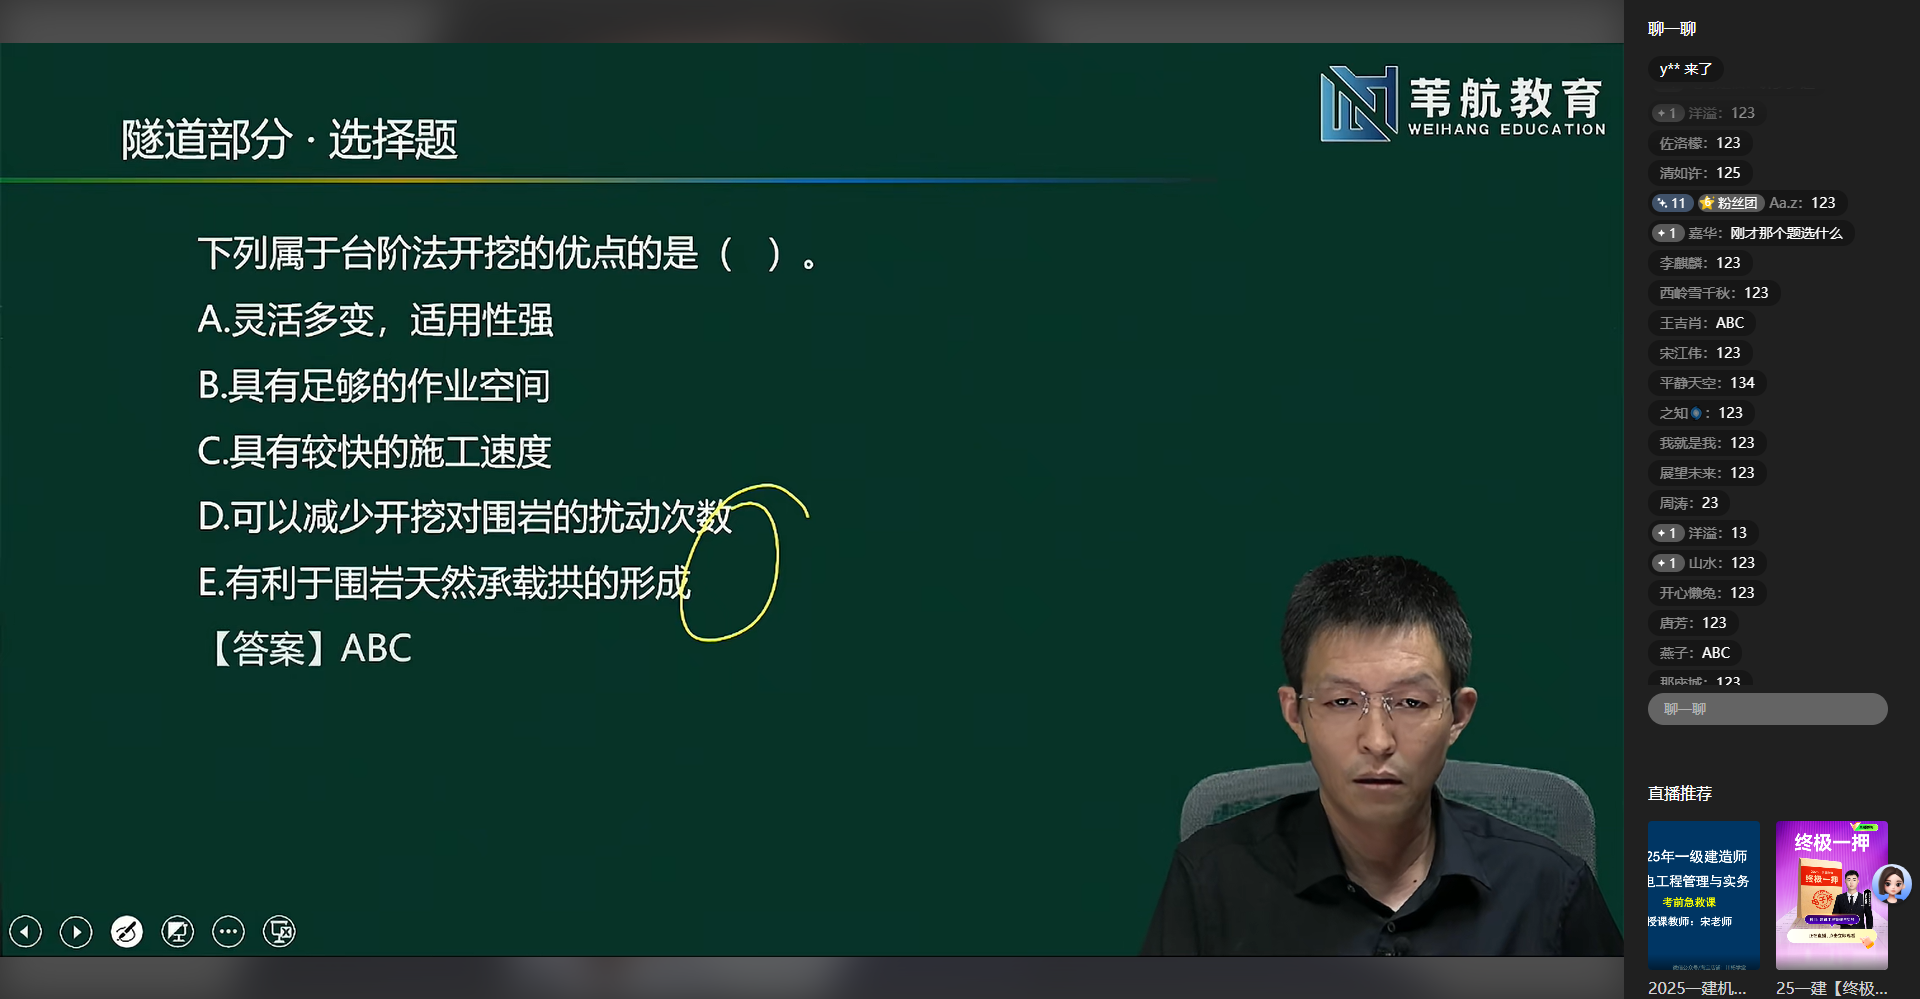 隧道部分 · 选择题
苇航教育
WEIHANG EDUCATION
下列属于台阶法开挖的优点的是（ ）。
A.灵活多变，适用性强
B.具有足够的作业空间
C.具有较快的施工速度
D.可以减少开挖对围岩的扰动次数
E.有利于围岩天然承载拱的形成
【答案】ABC
聊一聊
y** 来了
1 洋溢：123
佐洛檬：123
清如许：125
11 粉丝团 Aa.z：123
1 嘉华：刚才那个题选什么
李麒麟：123
西岭雪千秋：123
王吉肖：ABC
宋江伟：123
平静天空：134
之知：123
我就是我：123
展望未来：123
周涛：23
1 洋溢：13
1 山水：123
开心懒兔：123
唐芳：123
燕子：ABC
那座城：123
聊一聊
直播推荐
25年一级建造师
电工程管理与实务
考前急救课
授课教师：宋老师
2025一建机...
终极一押
终极一押
25一建【终极...